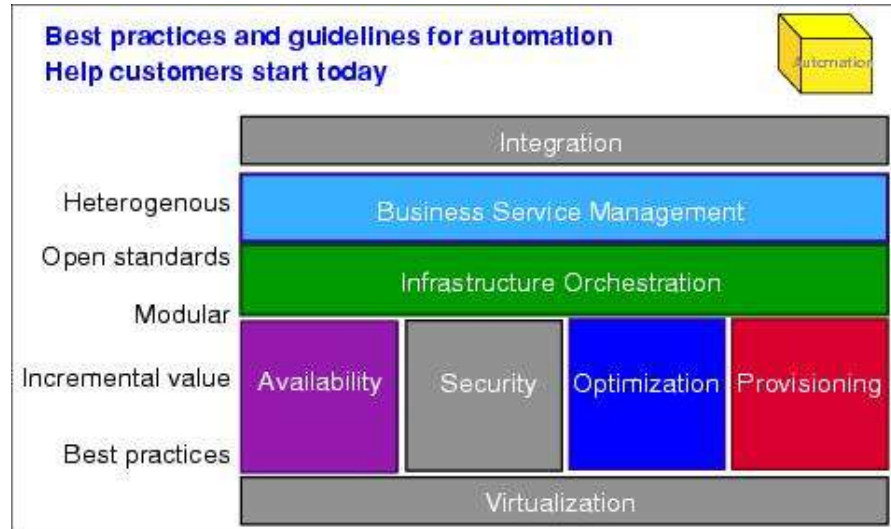 Best practices and guidelines for automation
Help customers start today
Automation
Integration
Heterogenous
Business Service Management
Open standards
Infrastructure Orchestration
Modular
Incremental value
Availability
Security
Optimization
Provisioning
Best practices
Virtualization